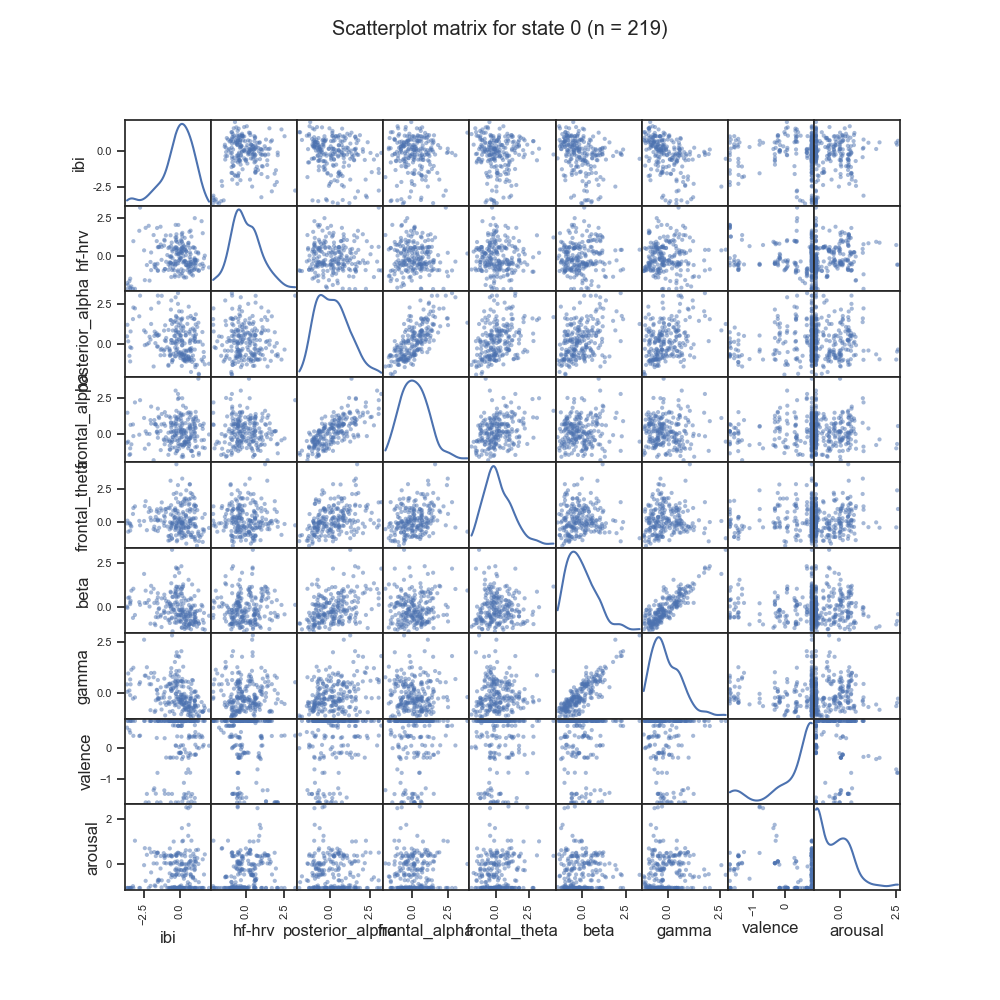 Scatterplot matrix for state 0 (n = 219)
ibi
0.0
−2.5
hf-hrv
2.5
0.0
posterior_alpha
2.5
0.0
frontal_alpha
2.5
0.0
frontal_theta
2.5
0.0
beta
2.5
0.0
gamma
2.5
0.0
valence
0
−1
arousal
2
0
−2.5 0.0 0.0 2.5 0.0 2.5 0.0 2.5 0.0 2.5 0.0 2.5 0.0 2.5 −1 0 0.0 2.5
ibi hf-hrv posterior_alpha frontal_alpha frontal_theta beta gamma valence arousal